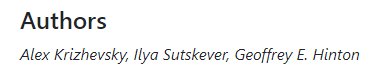 Authors
Alex Krizhevsky, Ilya Sutskever, Geoffrey E. Hinton